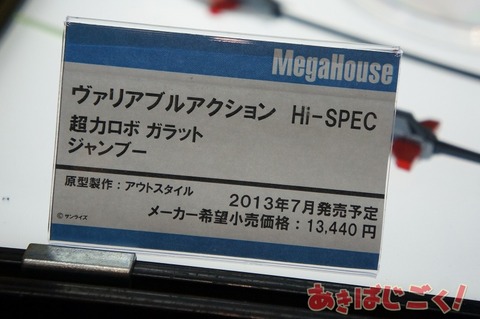 MegaHouse
ヴァリアブルアクション Hi-SPEC
超力ロボ ガラット
ジャンブー
原型製作：アウトスタイル
2013年7月発売予定
メーカー希望小売価格：13,440円
©サンライズ
あきばじごく！